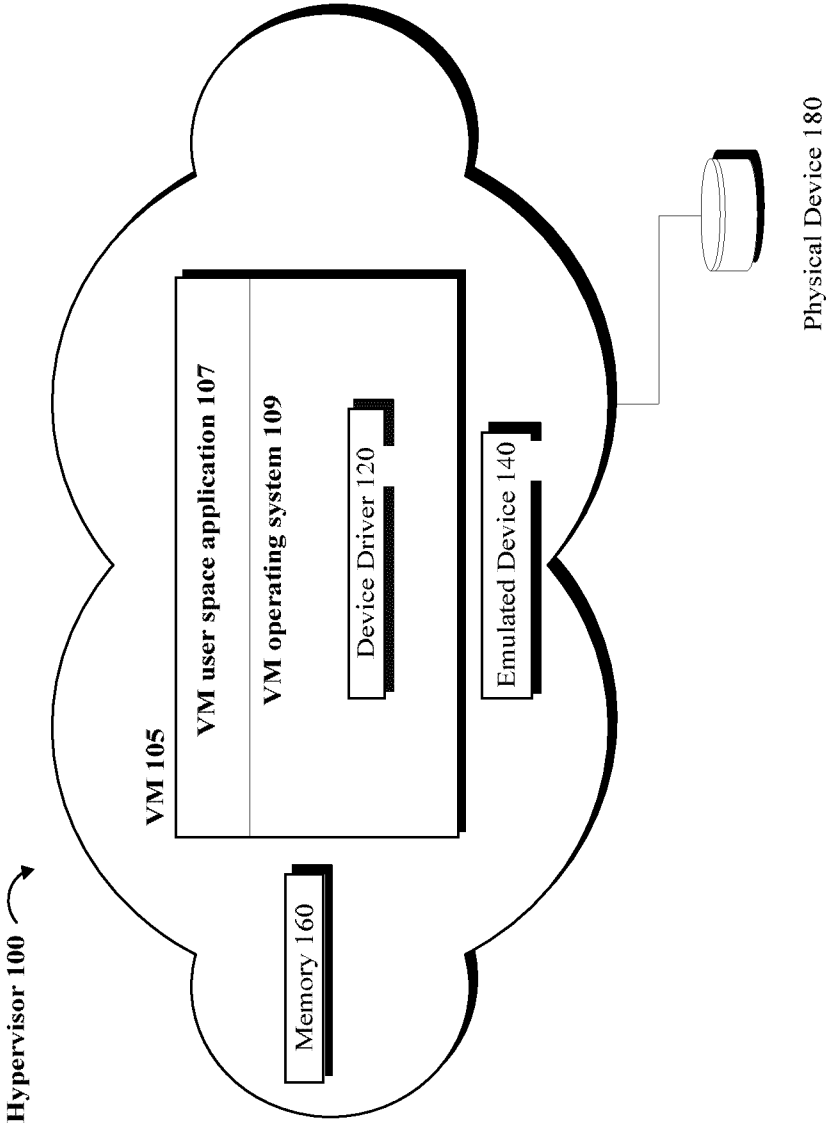 Hypervisor 100
VM 105
VM user space application 107
VM operating system 109
Memory 160
Device Driver 120
Emulated Device 140
Physical Device 180